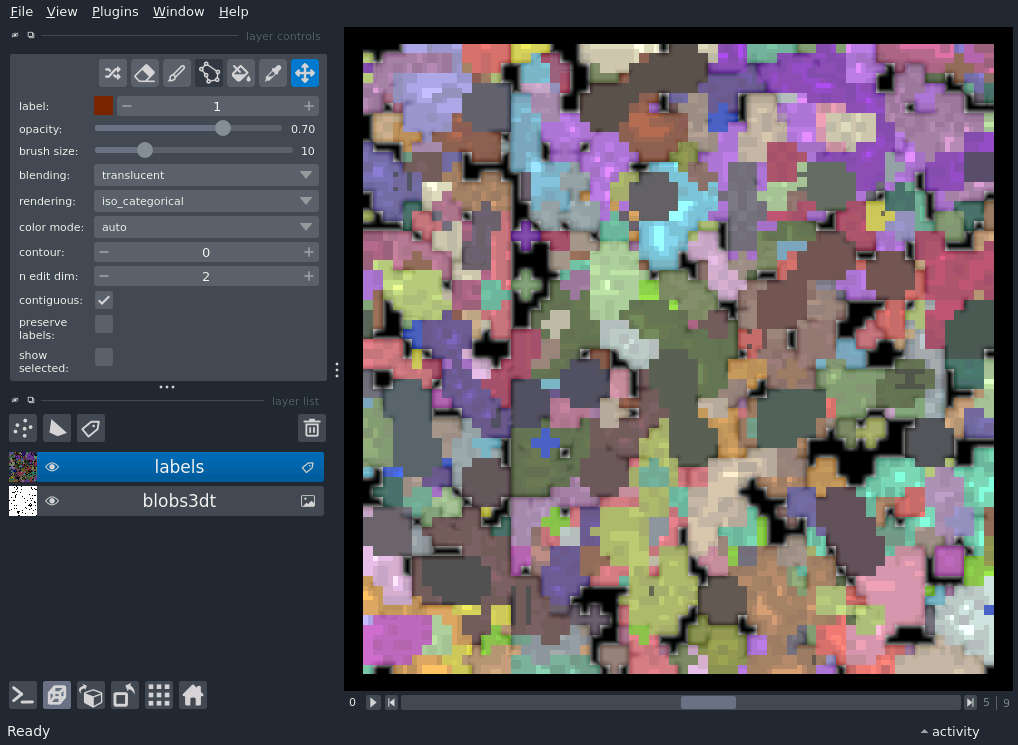 File View Plugins Window Help
layer controls
label: 1
opacity: 0.70
brush size: 10
blending: translucent
rendering: iso_categorical
color mode: auto
contour: 0
n edit dim: 2
contiguous:
preserve
labels:
show
selected:
layer list
labels
blobs3dt
0 5 9
Ready activity